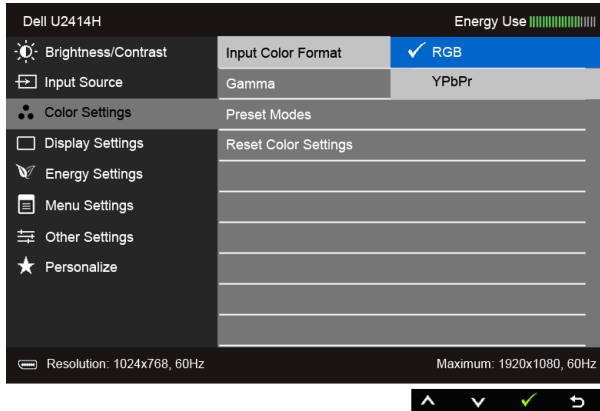 Dell U2414H
Energy Use
Brightness/Contrast
Input Color Format
RGB
Input Source
Gamma
YPbPr
Color Settings
Preset Modes
Display Settings
Reset Color Settings
Energy Settings
Menu Settings
Other Settings
Personalize
Resolution: 1024x768, 60Hz
Maximum: 1920x1080, 60Hz